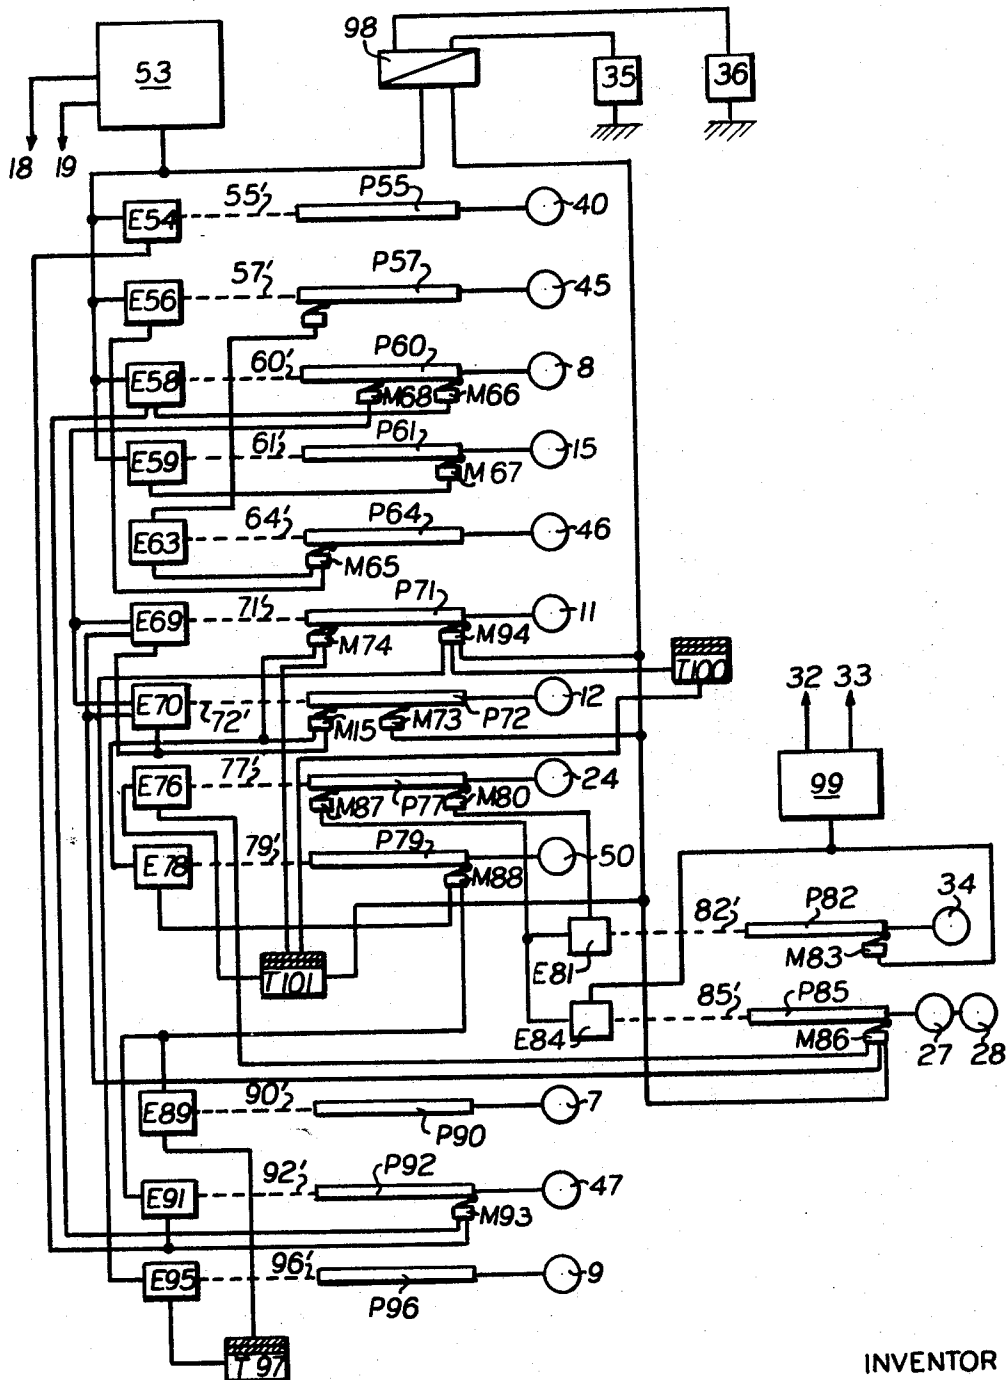 98
53
35
36
18
19
P55
55'
E54
40
P57
57'
E56
45
P60
60'
8
E58
M68
M66
P61
61'
15
E59
M67
P64
64'
46
E63
M65
P71
71'
11
E69
M74
M94
T100
32
33
E70
72'
M15
M73
P72
12
77'
24
99
E76
M87
P77
M80
P79
79'
50
E78
M88
34
P82
82'
M83
T101
E81
P85
85'
E84
M86
27
28
90'
7
E89
P90
P92
92'
47
E91
M93
96'
9
E95
P96
T97
INVENTOR